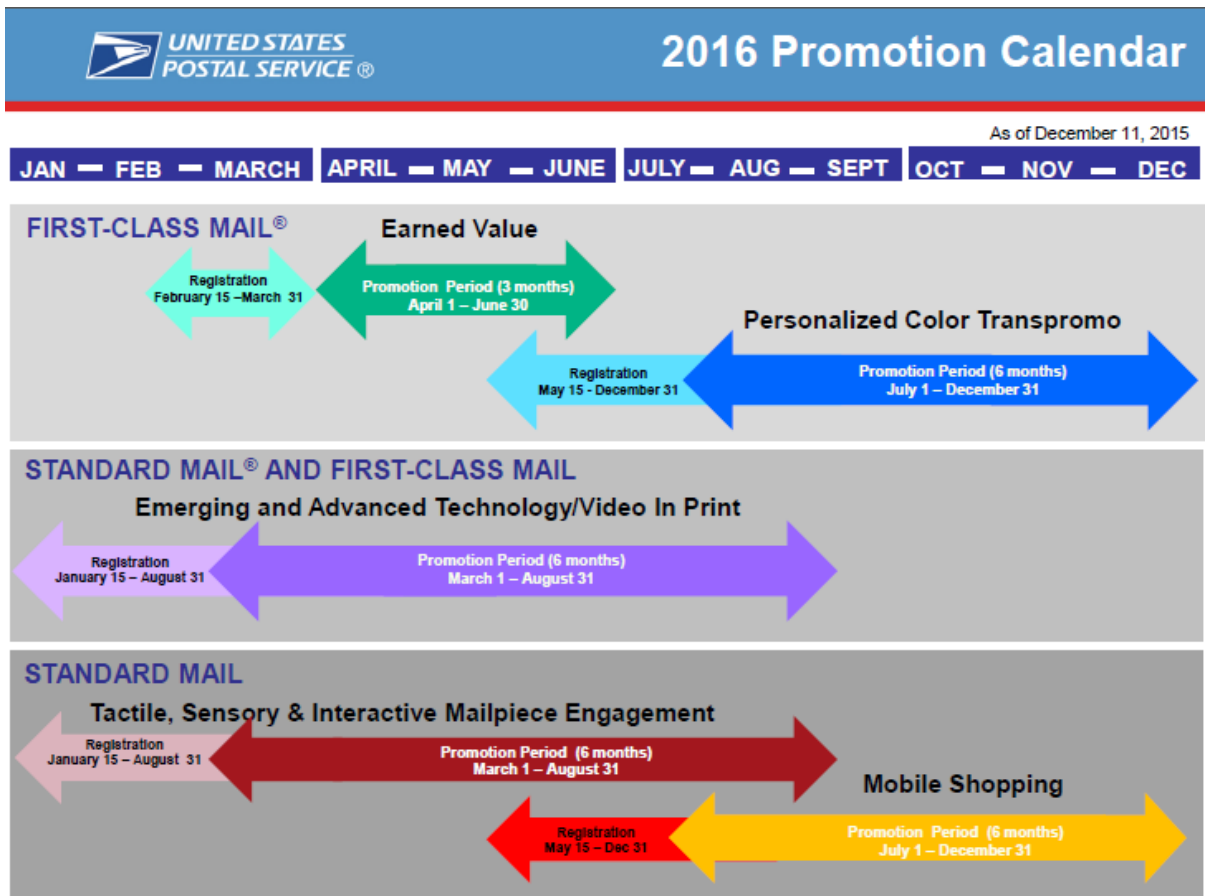 UNITED STATES
POSTAL SERVICE ®
2016 Promotion Calendar
As of December 11, 2015
JAN — FEB — MARCH
APRIL — MAY — JUNE
JULY — AUG — SEPT
OCT — NOV — DEC
FIRST-CLASS MAIL®
Earned Value
Registration
February 15 –March 31
Promotion Period (3 months)
April 1 – June 30
Personalized Color Transpromo
Registration
May 15 - December 31
Promotion Period (6 months)
July 1 – December 31
STANDARD MAIL® AND FIRST-CLASS MAIL
Emerging and Advanced Technology/Video In Print
Registration
January 15 – August 31
Promotion Period (6 months)
March 1 – August 31
STANDARD MAIL
Tactile, Sensory & Interactive Mailpiece Engagement
Registration
January 15 – August 31
Promotion Period (6 months)
March 1 – August 31
Mobile Shopping
Registration
May 15 – Dec 31
Promotion Period (6 months)
July 1 – December 31